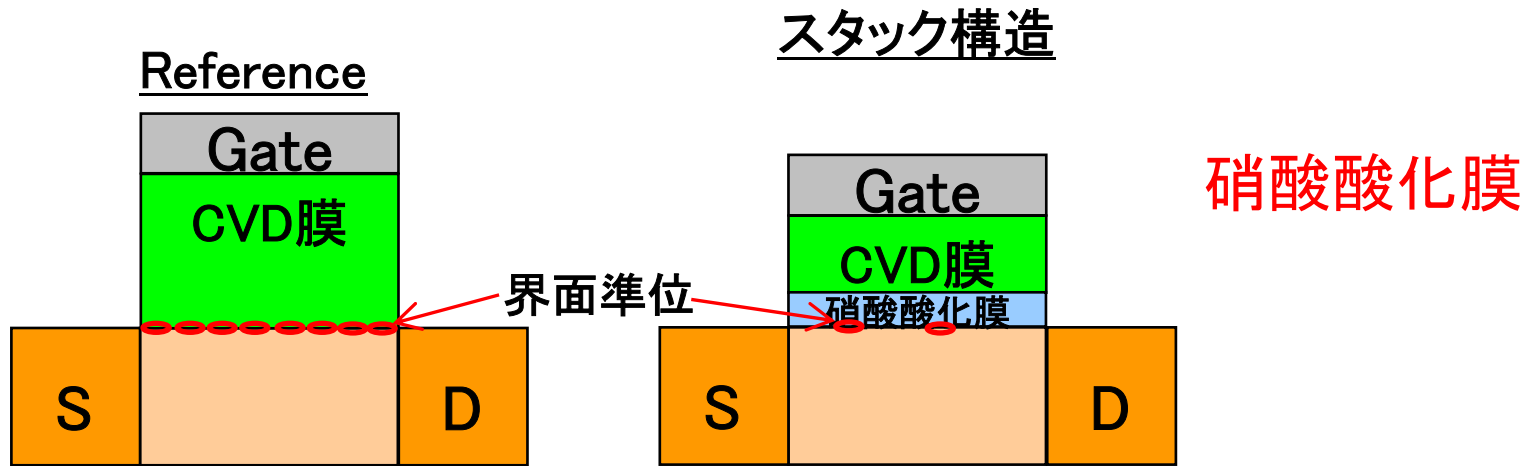 Reference
Gate
CVD膜
S
D
界面準位
スタック構造
Gate
CVD膜
硝酸酸化膜
S
D
硝酸酸化膜